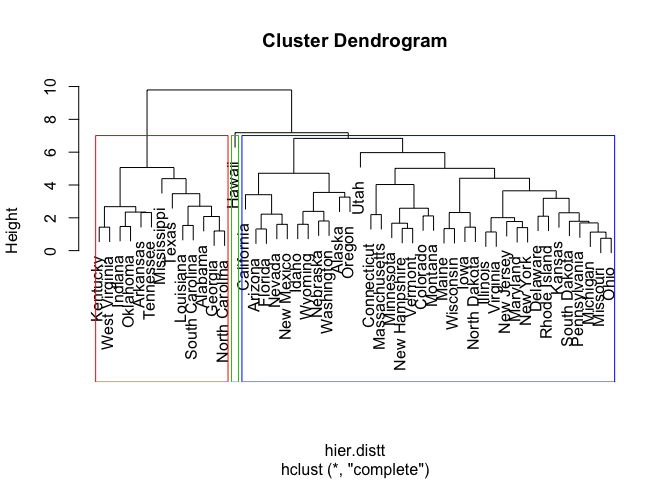 Cluster Dendrogram
Height
10
8
6
4
2
0
Kentucky
West Virginia
Indiana
Oklahoma
Arkansas
Tennessee
Mississippi
Texas
Louisiana
South Carolina
Alabama
Georgia
North Carolina
Hawaii
California
Arizona
Florida
Nevada
New Mexico
Idaho
Wyoming
Nebraska
Washington
Alaska
Oregon
Utah
Connecticut
Massachusetts
Minnesota
New Hampshire
Vermont
Colorado
Montana
Maine
Wisconsin
Iowa
North Dakota
Illinois
Virginia
New Jersey
Maryland
New York
Delaware
Rhode Island
Kansas
South Dakota
Pennsylvania
Michigan
Missouri
Ohio
hier.distt
hclust (*, "complete")